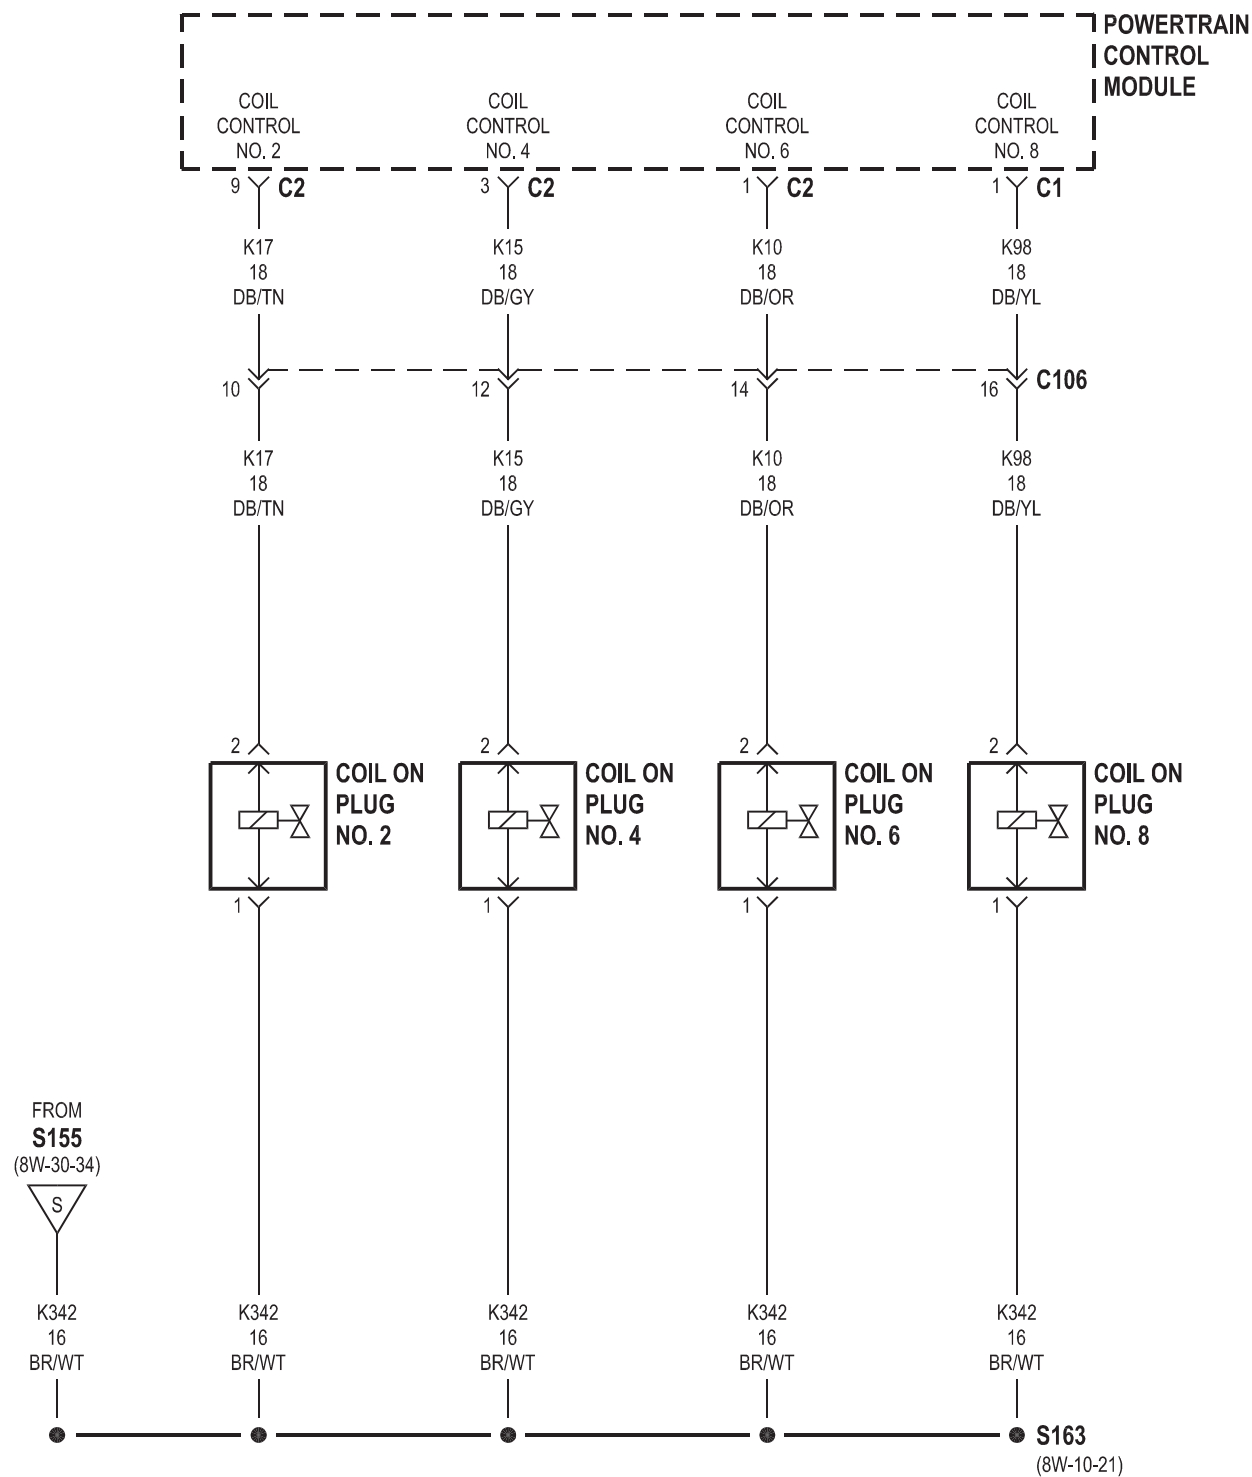 POWERTRAIN
CONTROL
MODULE
COIL COIL COIL COIL
CONTROL CONTROL CONTROL CONTROL
NO. 2 NO. 4 NO. 6 NO. 8
9 C2 3 C2 1 C2 1 C1
K17 K15 K10 K98
18 18 18 18
DB/TN DB/GY DB/OR DB/YL
10 12 14 16 C106
K17 K15 K10 K98
18 18 18 18
DB/TN DB/GY DB/OR DB/YL
2 2 2 2
COIL ON COIL ON COIL ON COIL ON
PLUG PLUG PLUG PLUG
NO. 2 NO. 4 NO. 6 NO. 8
1 1 1 1
FROM
S155
(8W-30-34)
S
K342 K342 K342 K342 K342
16 16 16 16 16
BR/WT BR/WT BR/WT BR/WT BR/WT
S163
(8W-10-21)